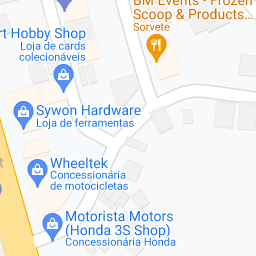 BM Events - Frozen
Scoop & Products...
Sorvete
rt Hobby Shop
Loja de cards
colecionáveis
Sywon Hardware
Loja de ferramentas
Wheeltek
Concessionária
de motocicletas
Motorista Motors
(Honda 3S Shop)
Concessionária Honda